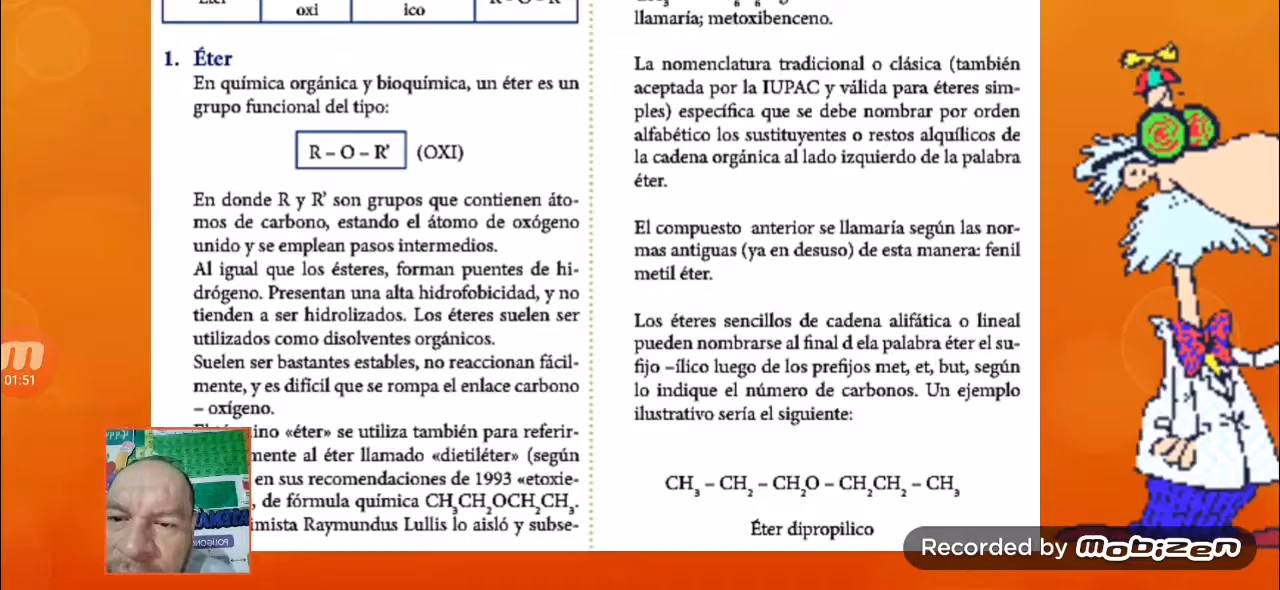 Éter
oxi
ico
R – O – R'
1. Éter
En química orgánica y bioquímica, un éter es un
grupo funcional del tipo:
R – O – R' (OXI)
En donde R y R' son grupos que contienen áto-
mos de carbono, estando el átomo de oxígeno
unido y se emplean pasos intermedios.
Al igual que los ésteres, forman puentes de hi-
drógeno. Presentan una alta hidrofobicidad, y no
tienden a ser hidrolizados. Los éteres suelen ser
utilizados como disolventes orgánicos.
Suelen ser bastantes estables, no reaccionan fácil-
mente, y es difícil que se rompa el enlace carbono
– oxígeno.
ino «éter» se utiliza también para referir-
mente al éter llamado «dietiléter» (según
en sus recomendaciones de 1993 «etoxie-
, de fórmula química CH₃CH₂OCH₂CH₃.
imista Raymundus Lullis lo aisló y subse-
llamaría; metoxibenceno.
La nomenclatura tradicional o clásica (también
aceptada por la IUPAC y válida para éteres sim-
ples) específica que se debe nombrar por orden
alfabético los sustituyentes o restos alquílicos de
la cadena orgánica al lado izquierdo de la palabra
éter.
El compuesto anterior se llamaría según las nor-
mas antiguas (ya en desuso) de esta manera: fenil
metil éter.
Los éteres sencillos de cadena alifática o lineal
pueden nombrarse al final d ela palabra éter el su-
fijo –ílico luego de los prefijos met, et, but, según
lo indique el número de carbonos. Un ejemplo
ilustrativo sería el siguiente:
CH₃ – CH₂ – CH₂O – CH₂CH₂ – CH₃
Éter dipropilico
01:51
Recorded by Mobizen